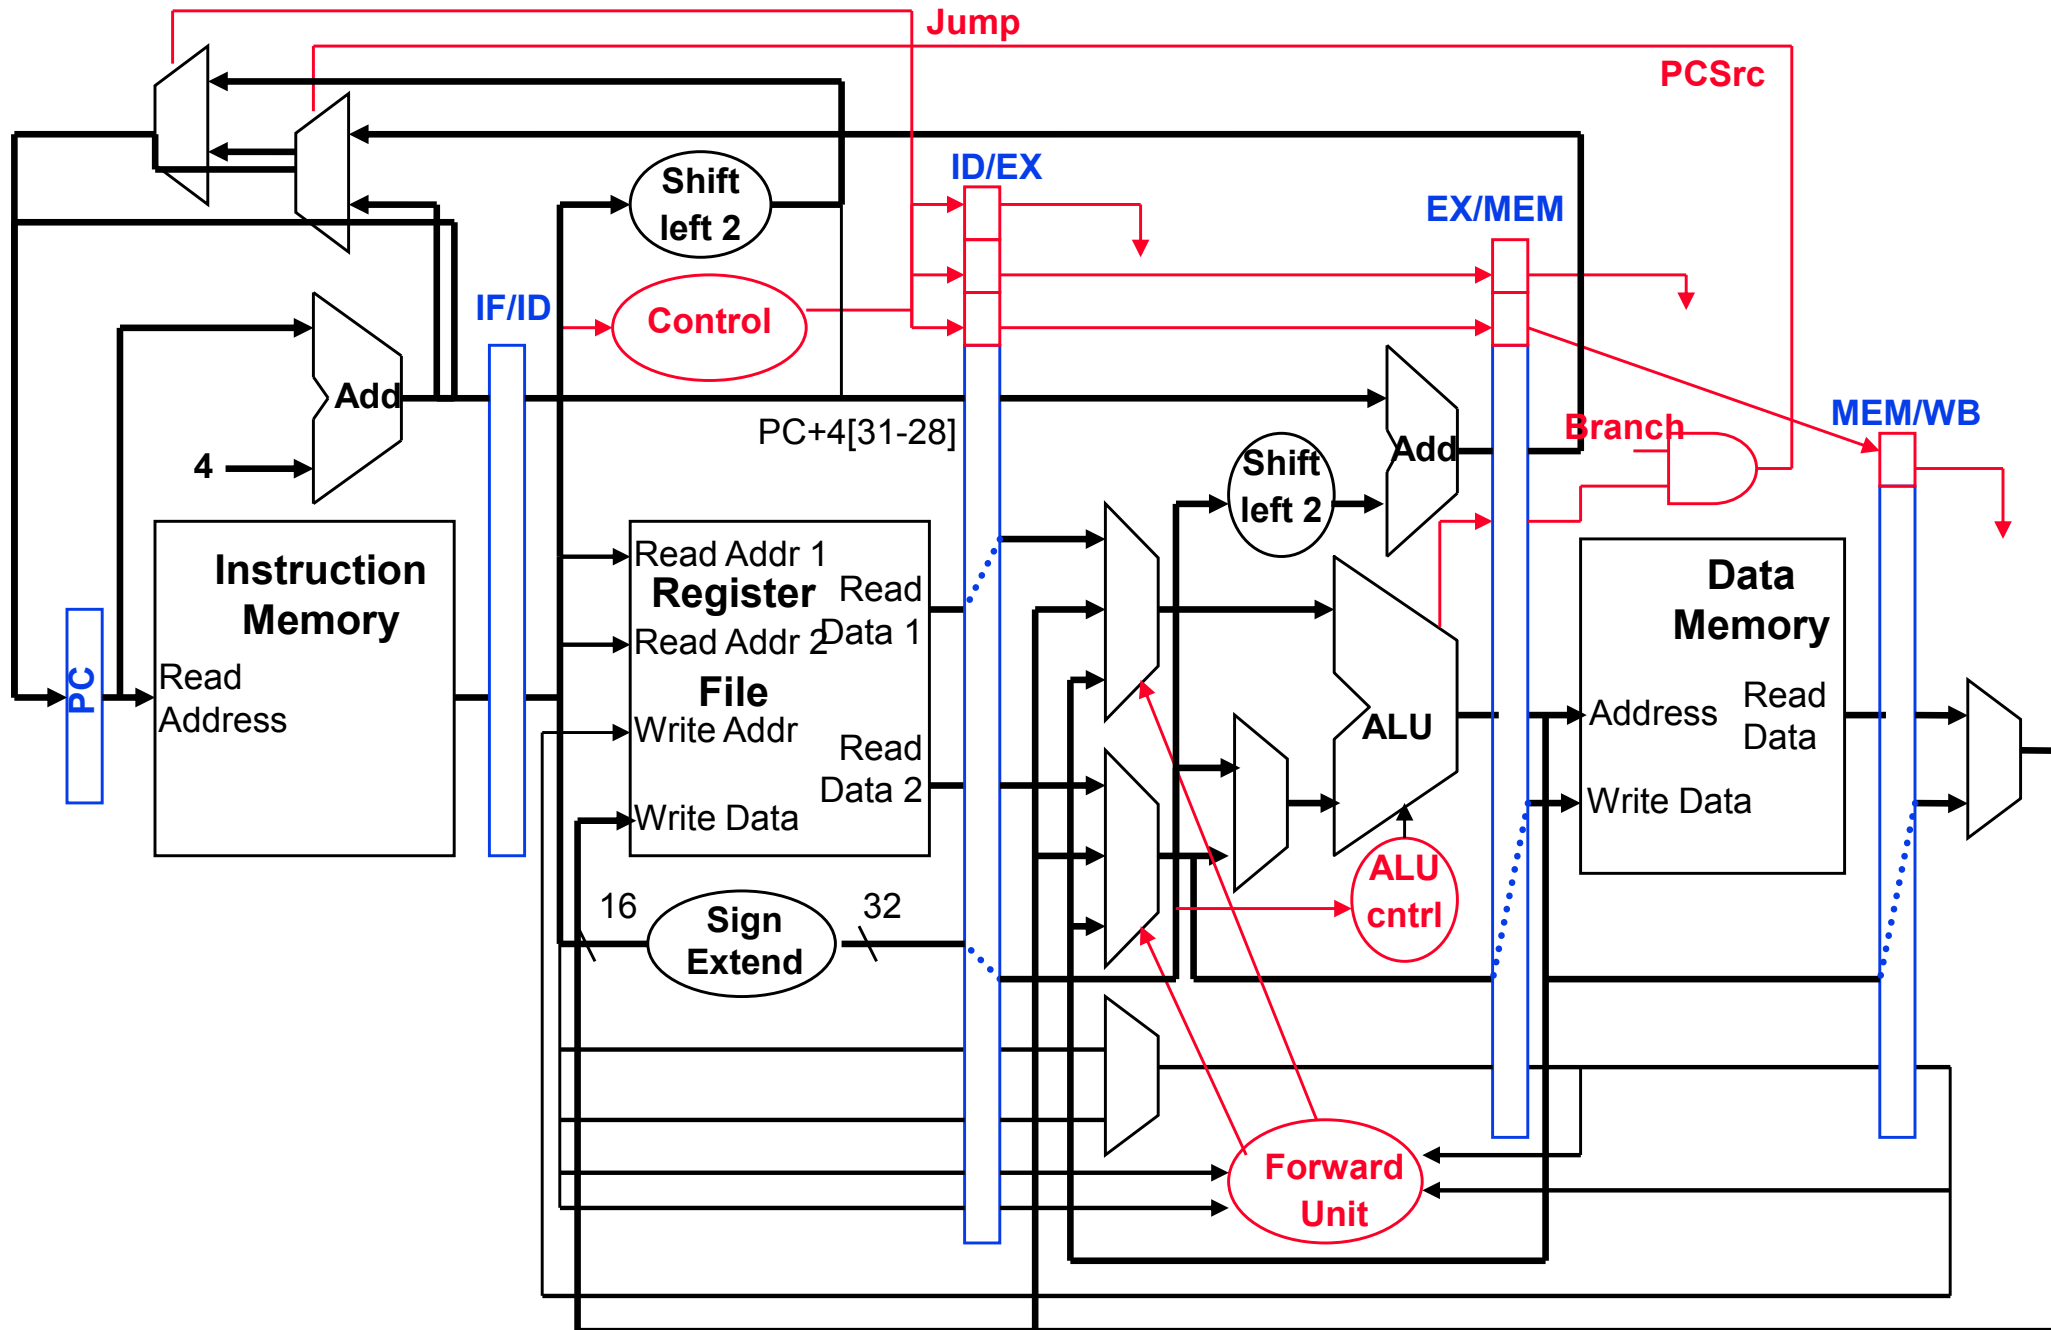 Jump
PCSrc
Shift
left 2
ID/EX
EX/MEM
IF/ID
Control
Add
PC+4[31-28]
Branch
MEM/WB
4
Shift
left 2
Add
Instruction
Memory
Read
Address
PC
Read Addr 1
Register
Read
Data 1
Read Addr 2
File
Write Addr
Read
Data 2
Write Data
ALU
Data
Memory
Address
Read
Data
Write Data
ALU
cntrl
16
Sign
Extend
32
Forward
Unit